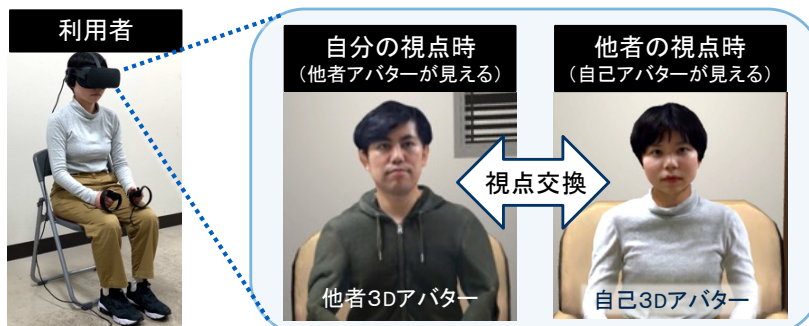 利用者
自分の視点時
（他者アバターが見える）
他者の視点時
（自己アバターが見える）
視点交換
他者3Dアバター
自己3Dアバター